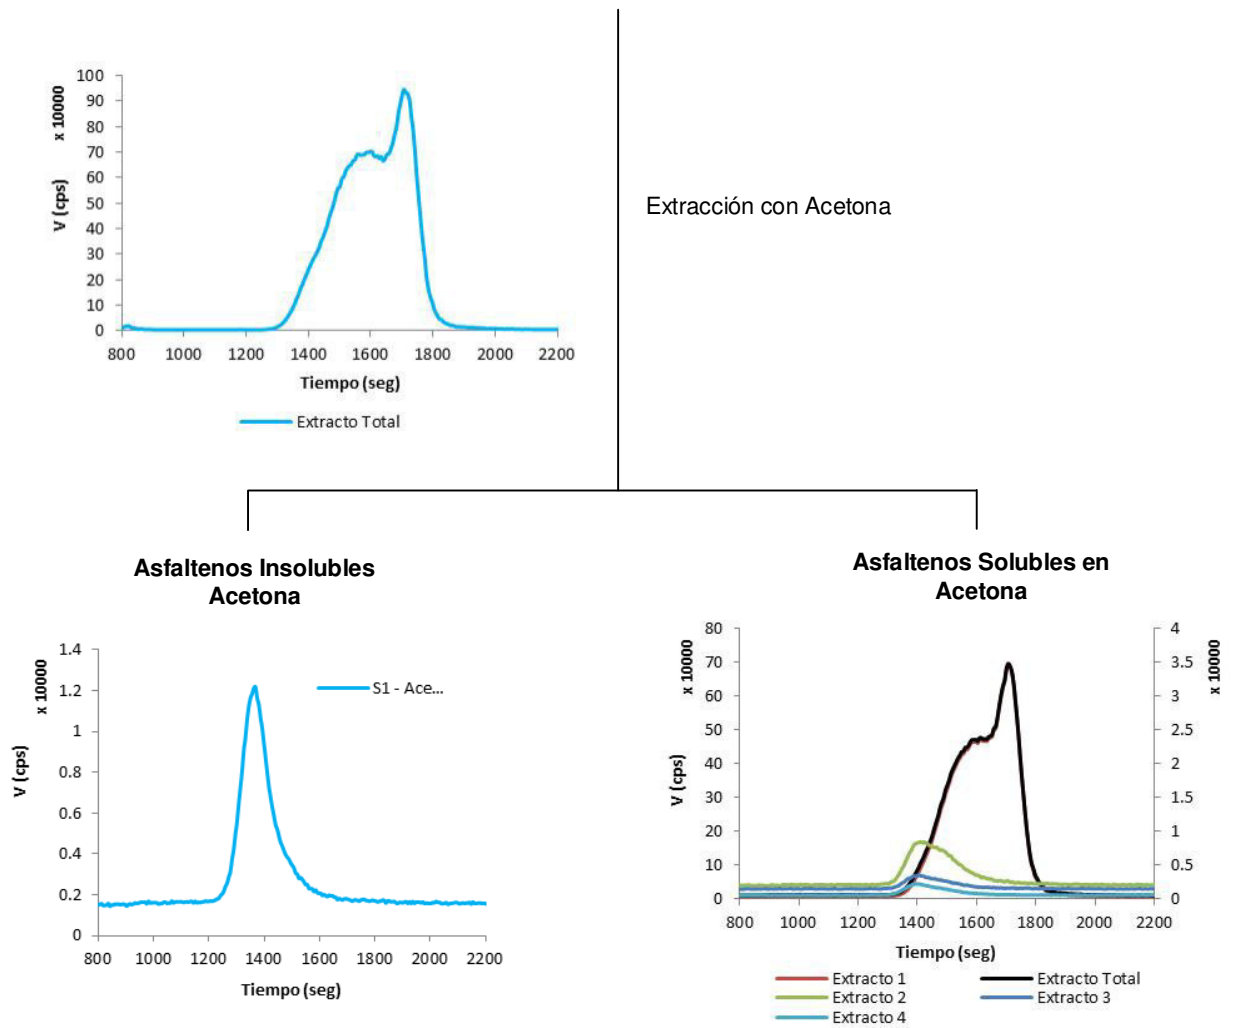 x 10000
V (cps)
100
90
80
70
60
50
40
30
20
10
0
800 1000 1200 1400 1600 1800 2000 2200
Tiempo (seg)
Extracto Total
Extracción con Acetona
Asfaltenos Insolubles
Acetona
x 10000
V (cps)
1.4
1.2
1
0.8
0.6
0.4
0.2
0
S1 - Ace...
800 1000 1200 1400 1600 1800 2000 2200
Tiempo (seg)
Asfaltenos Solubles en
Acetona
x 10000
V (cps)
80
70
60
50
40
30
20
10
0
4
3.5
3
2.5
2
1.5
1
0.5
0
x 10000
800 1000 1200 1400 1600 1800 2000 2200
Tiempo (seg)
Extracto 1 Extracto Total
Extracto 2 Extracto 3
Extracto 4